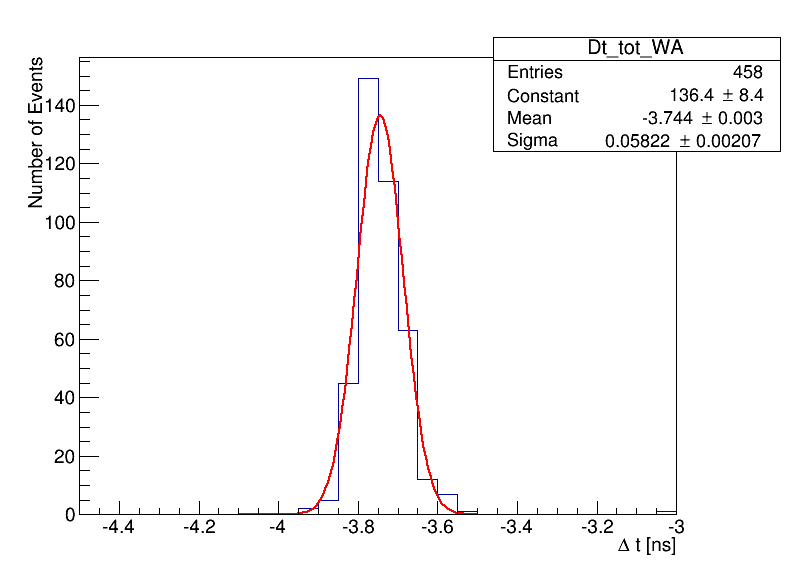 Dt_tot_WA
Entries 458
Constant 136.4 ± 8.4
Mean -3.744 ± 0.003
Sigma 0.05822 ± 0.00207
Number of Events
140
120
100
80
60
40
20
0
-4.4 -4.2 -4 -3.8 -3.6 -3.4 -3.2 -3
Δ t [ns]